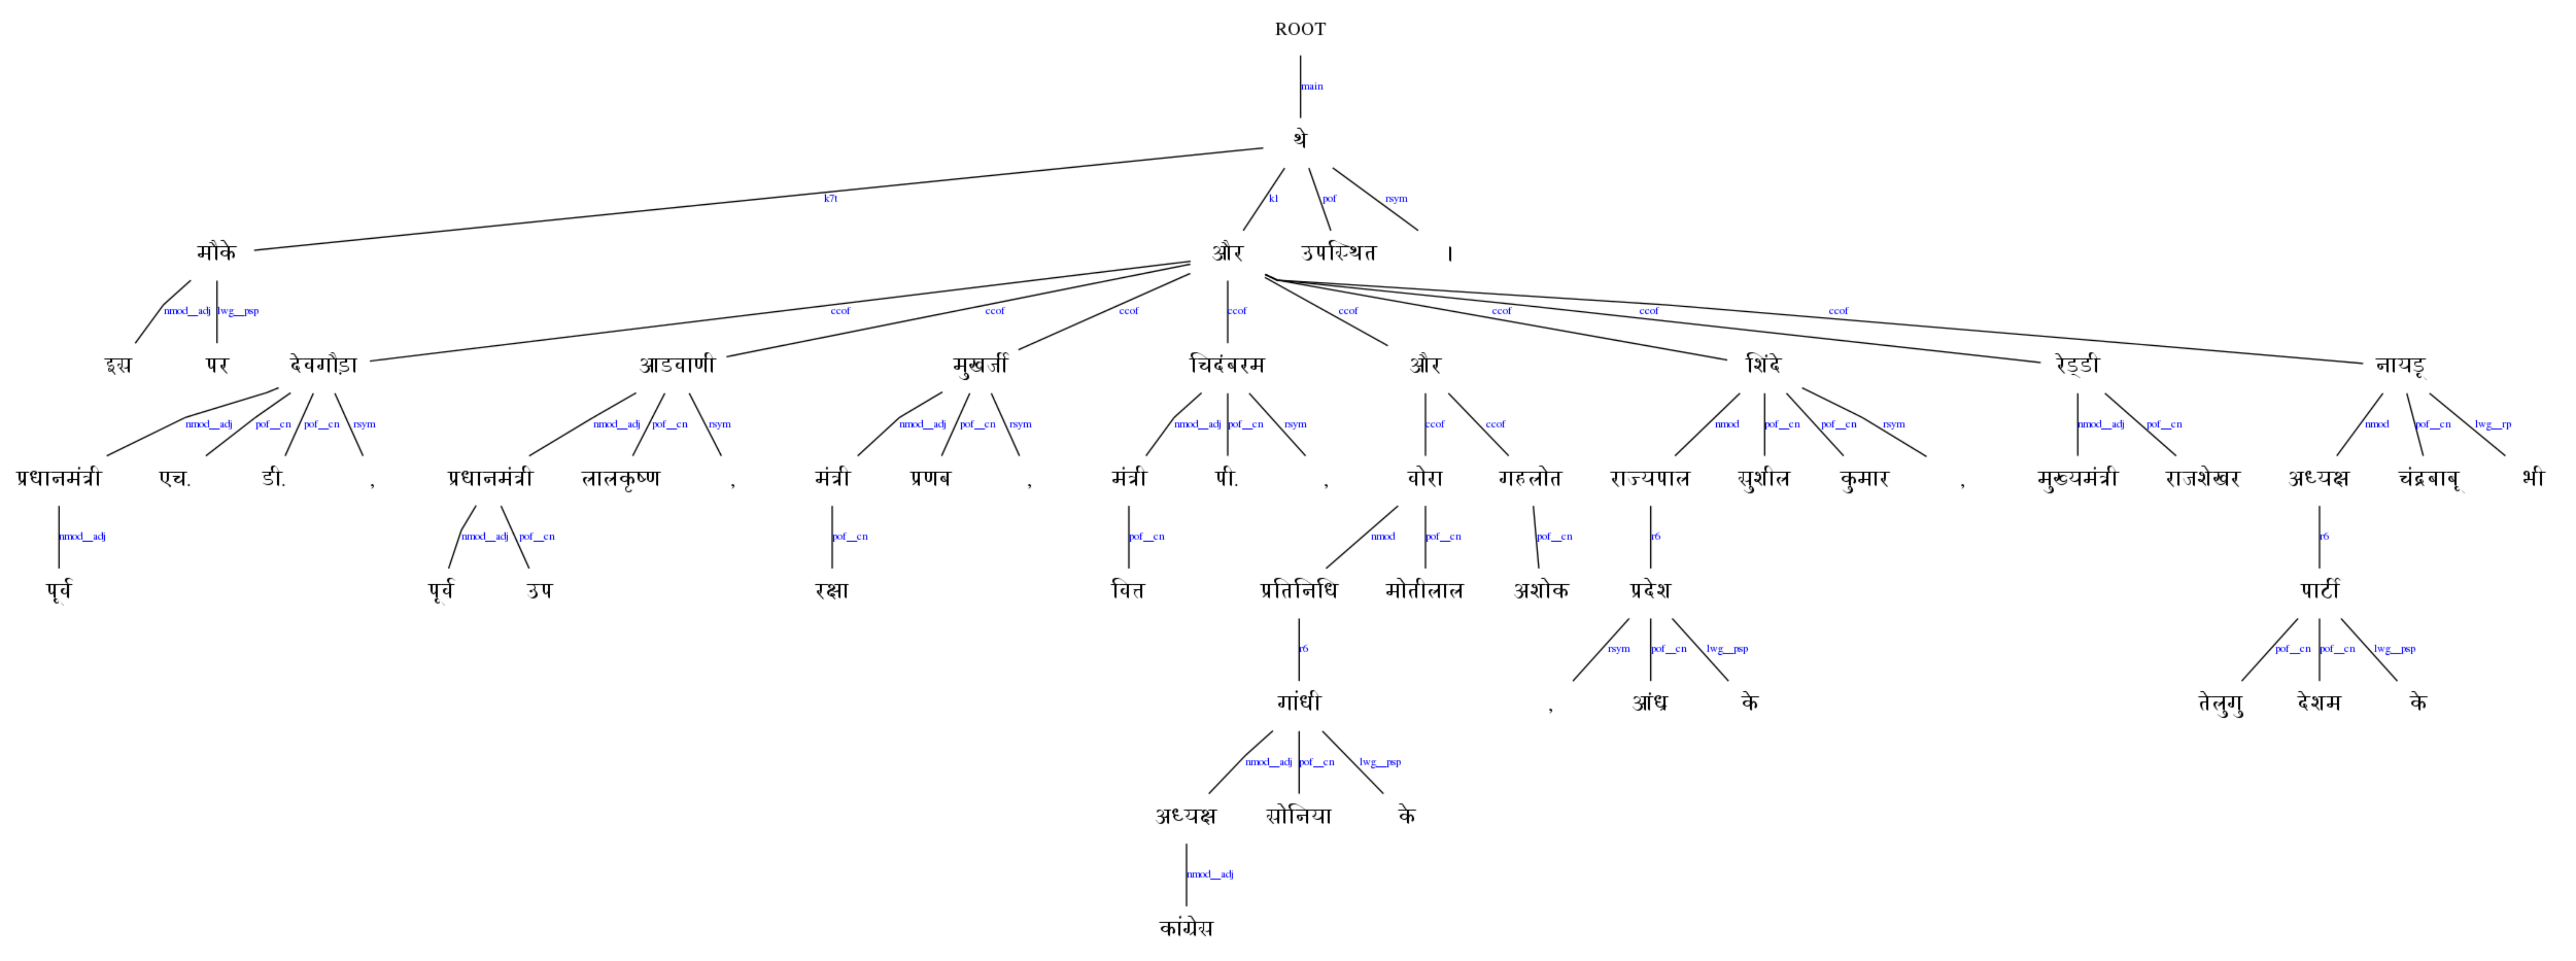 ROOT
main
थे
k7t k1 pof rsym
मौके और उपस्थित ।
nmod__adj lwg__psp ccof ccof ccof ccof ccof ccof ccof ccof
इस पर देवगौड़ा आडवाणी मुखर्जी चिदंबरम और शिंदे रेड्डी नायडू
nmod__adj pof__cn pof__cn rsym nmod__adj pof__cn rsym nmod__adj pof__cn rsym nmod__adj pof__cn rsym ccof ccof nmod pof__cn pof__cn rsym nmod__adj pof__cn nmod pof__cn lwg__rp
प्रधानमंत्री एच. डी. , प्रधानमंत्री लालकृष्ण , मंत्री प्रणब , मंत्री पी. , वोरा गहलोत राज्यपाल सुशील कुमार , मुख्यमंत्री राजशेखर अध्यक्ष चंद्रबाबू भी
nmod__adj nmod__adj pof__cn pof__cn pof__cn nmod pof__cn pof__cn r6 r6
पूर्व पूर्व उप रक्षा वित्त प्रतिनिधि मोतीलाल अशोक प्रदेश पार्टी
r6 rsym pof__cn lwg__psp pof__cn pof__cn lwg__psp
गांधी , आंध्र के तेलुगु देशम के
nmod__adj pof__cn lwg__psp
अध्यक्ष सोनिया के
nmod__adj
कांग्रेस